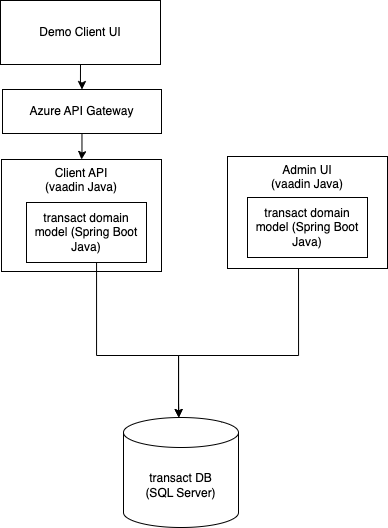 Demo Client UI
Azure API Gateway
Client API
(vaadin Java)
transact domain
model (Spring Boot
Java)
Admin UI
(vaadin Java)
transact domain
model (Spring Boot
Java)
transact DB
(SQL Server)